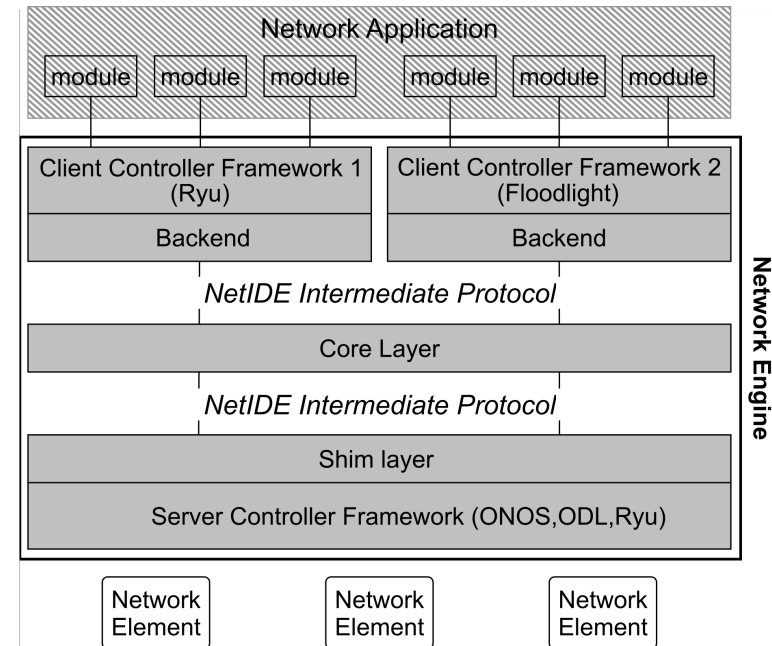 Network Application
module module module module module module
Client Controller Framework 1
(Ryu)
Backend
Client Controller Framework 2
(Floodlight)
Backend
NetIDE Intermediate Protocol
Core Layer
NetIDE Intermediate Protocol
Shim layer
Server Controller Framework (ONOS,ODL,Ryu)
Network Engine
Network
Element
Network
Element
Network
Element